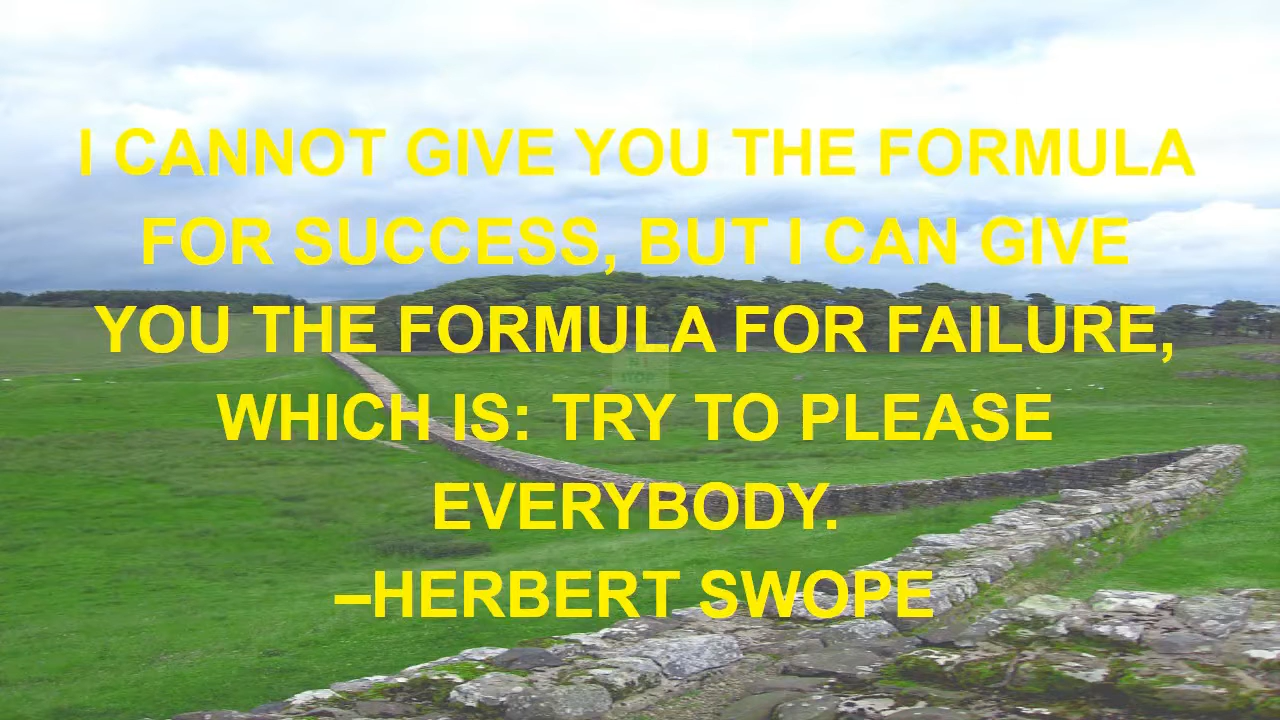 I CANNOT GIVE YOU THE FORMULA
FOR SUCCESS, BUT I CAN GIVE
YOU THE FORMULA FOR FAILURE,
WHICH IS: TRY TO PLEASE
EVERYBODY.
–HERBERT SWOPE